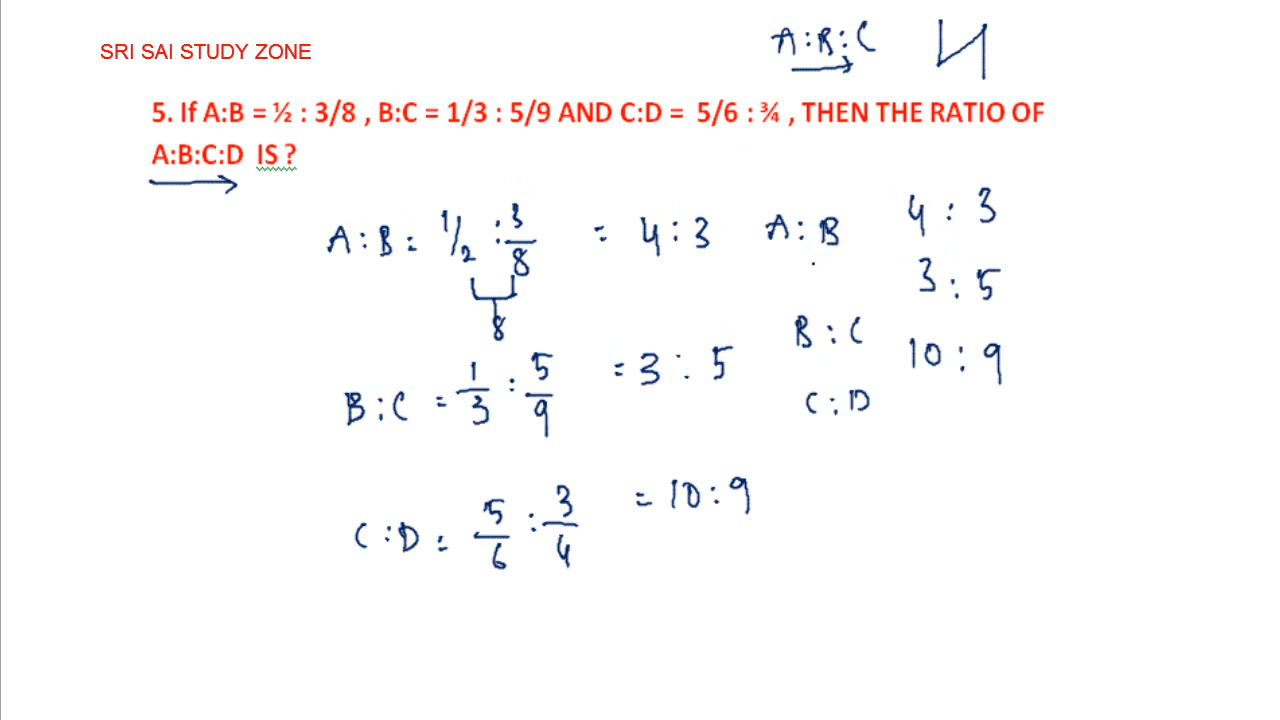 A:B:C
SRI SAI STUDY ZONE
5. If A:B = ½ : 3/8 , B:C = 1/3 : 5/9 AND C:D = 5/6 : ¾ , THEN THE RATIO OF
A:B:C:D IS ?
A:B = 1/2 : 3/8 = 4:3 A:B 4:3
8
3:5
B:C
B:C = 1/3 : 5/9 = 3:5 10:9
C:D
C:D = 5/6 : 3/4 = 10:9